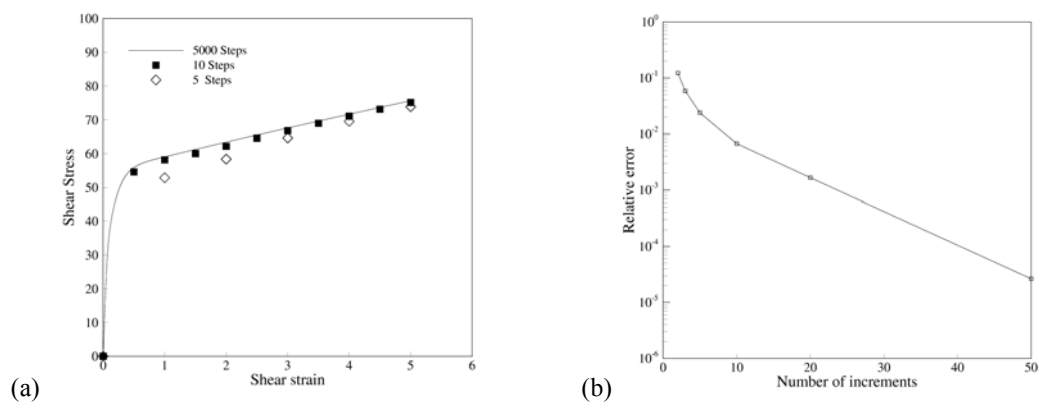 100
90
80
70
60
50
40
30
20
10
0
Shear Stress
5000 Steps
10 Steps
5 Steps
0 1 2 3 4 5 6
Shear strain
(a)
10^0
10^-1
10^-2
10^-3
10^-4
10^-5
10^-6
Relative error
0 10 20 30 40 50
Number of increments
(b)